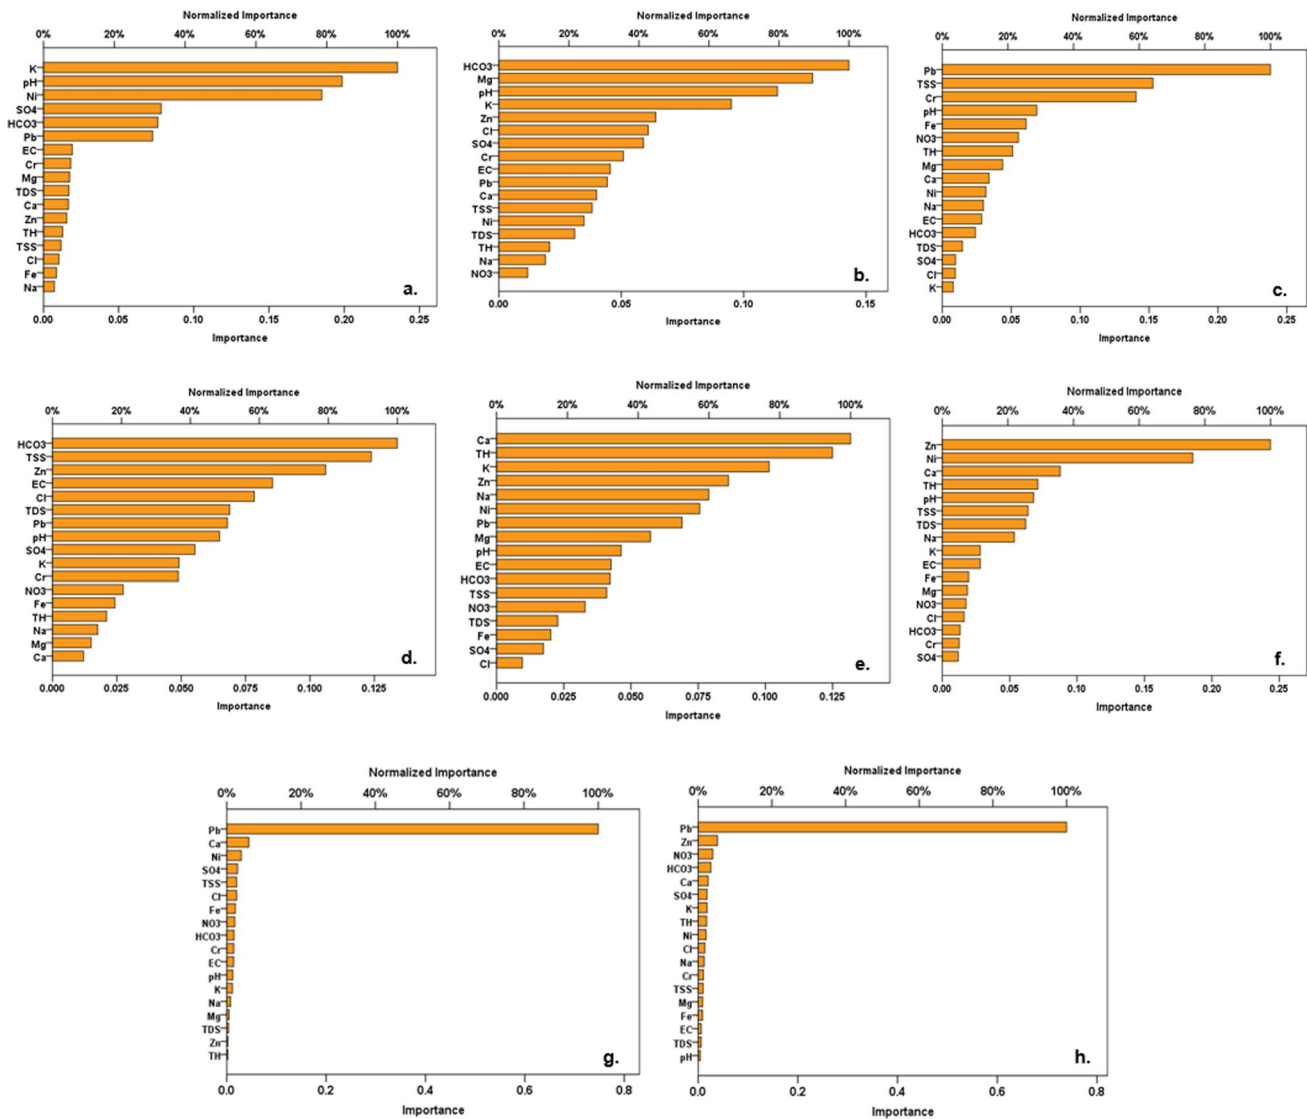 Normalized Importance
0% 20% 40% 60% 80% 100%
K
pH
Ni
SO4
HCO3
Pb
EC
Cr
Mg
TDS
Ca
Zn
TH
TSS
Cl
Fe
Na
a.
0.00 0.05 0.10 0.15 0.20 0.25
Importance
Normalized Importance
0% 20% 40% 60% 80% 100%
HCO3
Mg
pH
K
Zn
Cl
SO4
Cr
EC
Pb
Ca
TSS
Ni
TDS
TH
Na
NO3
b.
0.00 0.05 0.10 0.15
Importance
Normalized Importance
0% 20% 40% 60% 80% 100%
Pb
TSS
Cr
pH
Fe
NO3
TH
Mg
Ca
Ni
Na
EC
HCO3
TDS
SO4
Cl
K
c.
0.00 0.05 0.10 0.15 0.20 0.25
Importance
Normalized Importance
0% 20% 40% 60% 80% 100%
HCO3
TSS
Zn
EC
Cl
TDS
Pb
pH
SO4
K
Cr
NO3
Fe
TH
Na
Mg
Ca
d.
0.000 0.025 0.050 0.075 0.100 0.125
Importance
Normalized Importance
0% 20% 40% 60% 80% 100%
Ca
TH
K
Zn
Na
Ni
Pb
Mg
pH
EC
HCO3
TSS
NO3
TDS
Fe
SO4
Cl
e.
0.000 0.025 0.050 0.075 0.100 0.125
Importance
Normalized Importance
0% 20% 40% 60% 80% 100%
Zn
Ni
Ca
TH
pH
TSS
TDS
Na
K
EC
Fe
Mg
NO3
Cl
HCO3
Cr
SO4
f.
0.00 0.05 0.10 0.15 0.20 0.25
Importance
Normalized Importance
0% 20% 40% 60% 80% 100%
Pb
Ca
Ni
SO4
TSS
Cl
Fe
NO3
HCO3
Cr
EC
pH
K
Na
Mg
TDS
Zn
TH
g.
0.0 0.2 0.4 0.6 0.8
Importance
Normalized Importance
0% 20% 40% 60% 80% 100%
Pb
Zn
NO3
HCO3
Ca
SO4
K
TH
Ni
Cl
Na
Cr
TSS
Mg
Fe
EC
TDS
pH
h.
0.0 0.2 0.4 0.6 0.8
Importance